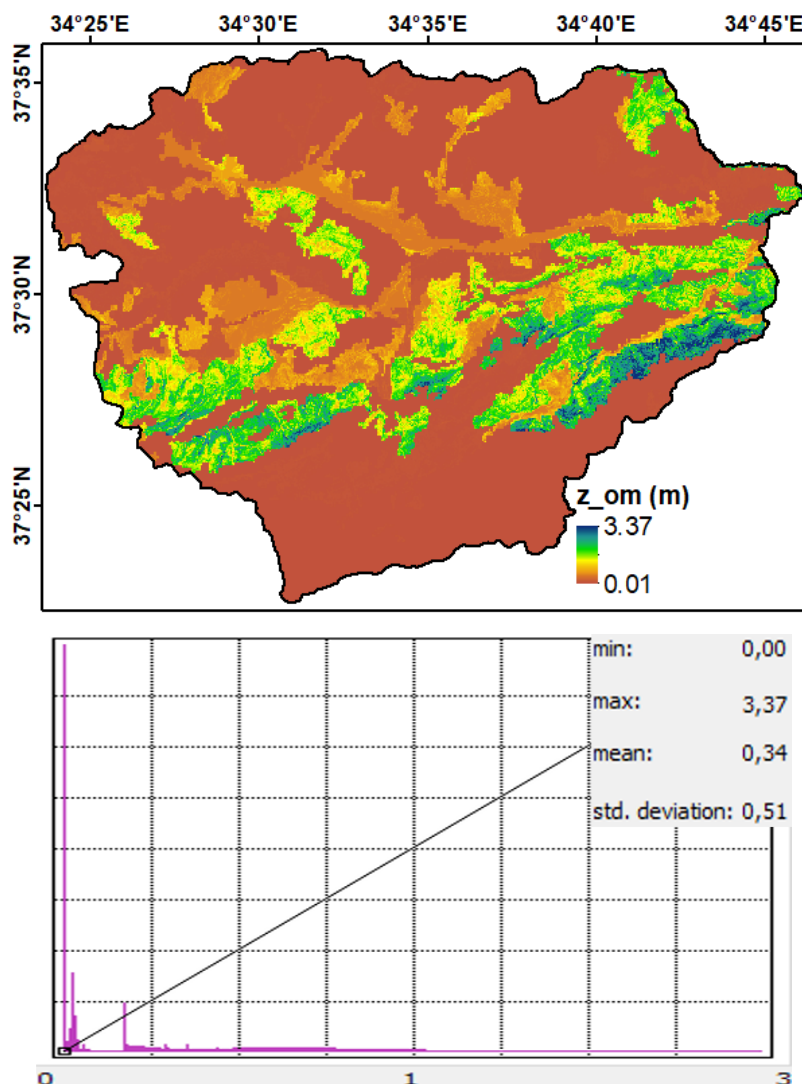 34°25'E 34°30'E 34°35'E 34°40'E 34°45'E
37°35'N
37°30'N
37°25'N
z_om (m)
3.37
0.01
min: 0,00
max: 3,37
mean: 0,34
std. deviation: 0,51
0 1 3